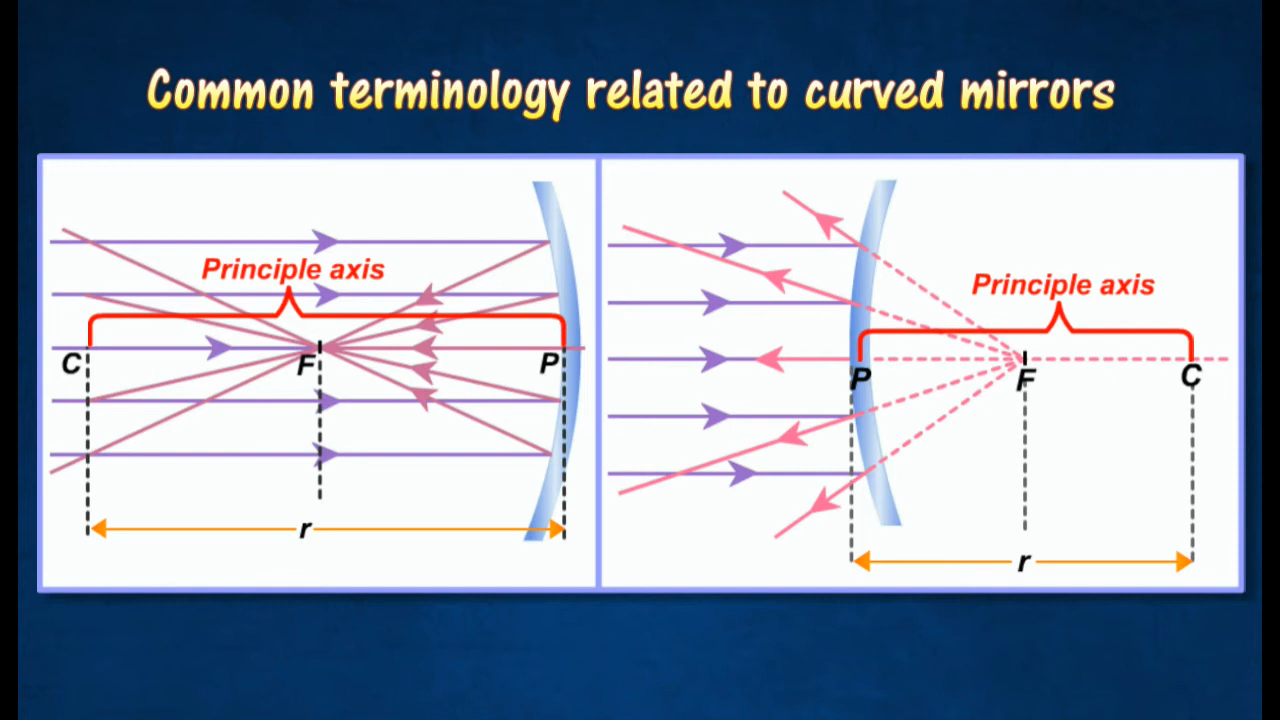 Common terminology related to curved mirrors
Principle axis
C
F
P
r
Principle axis
P
F
C
r